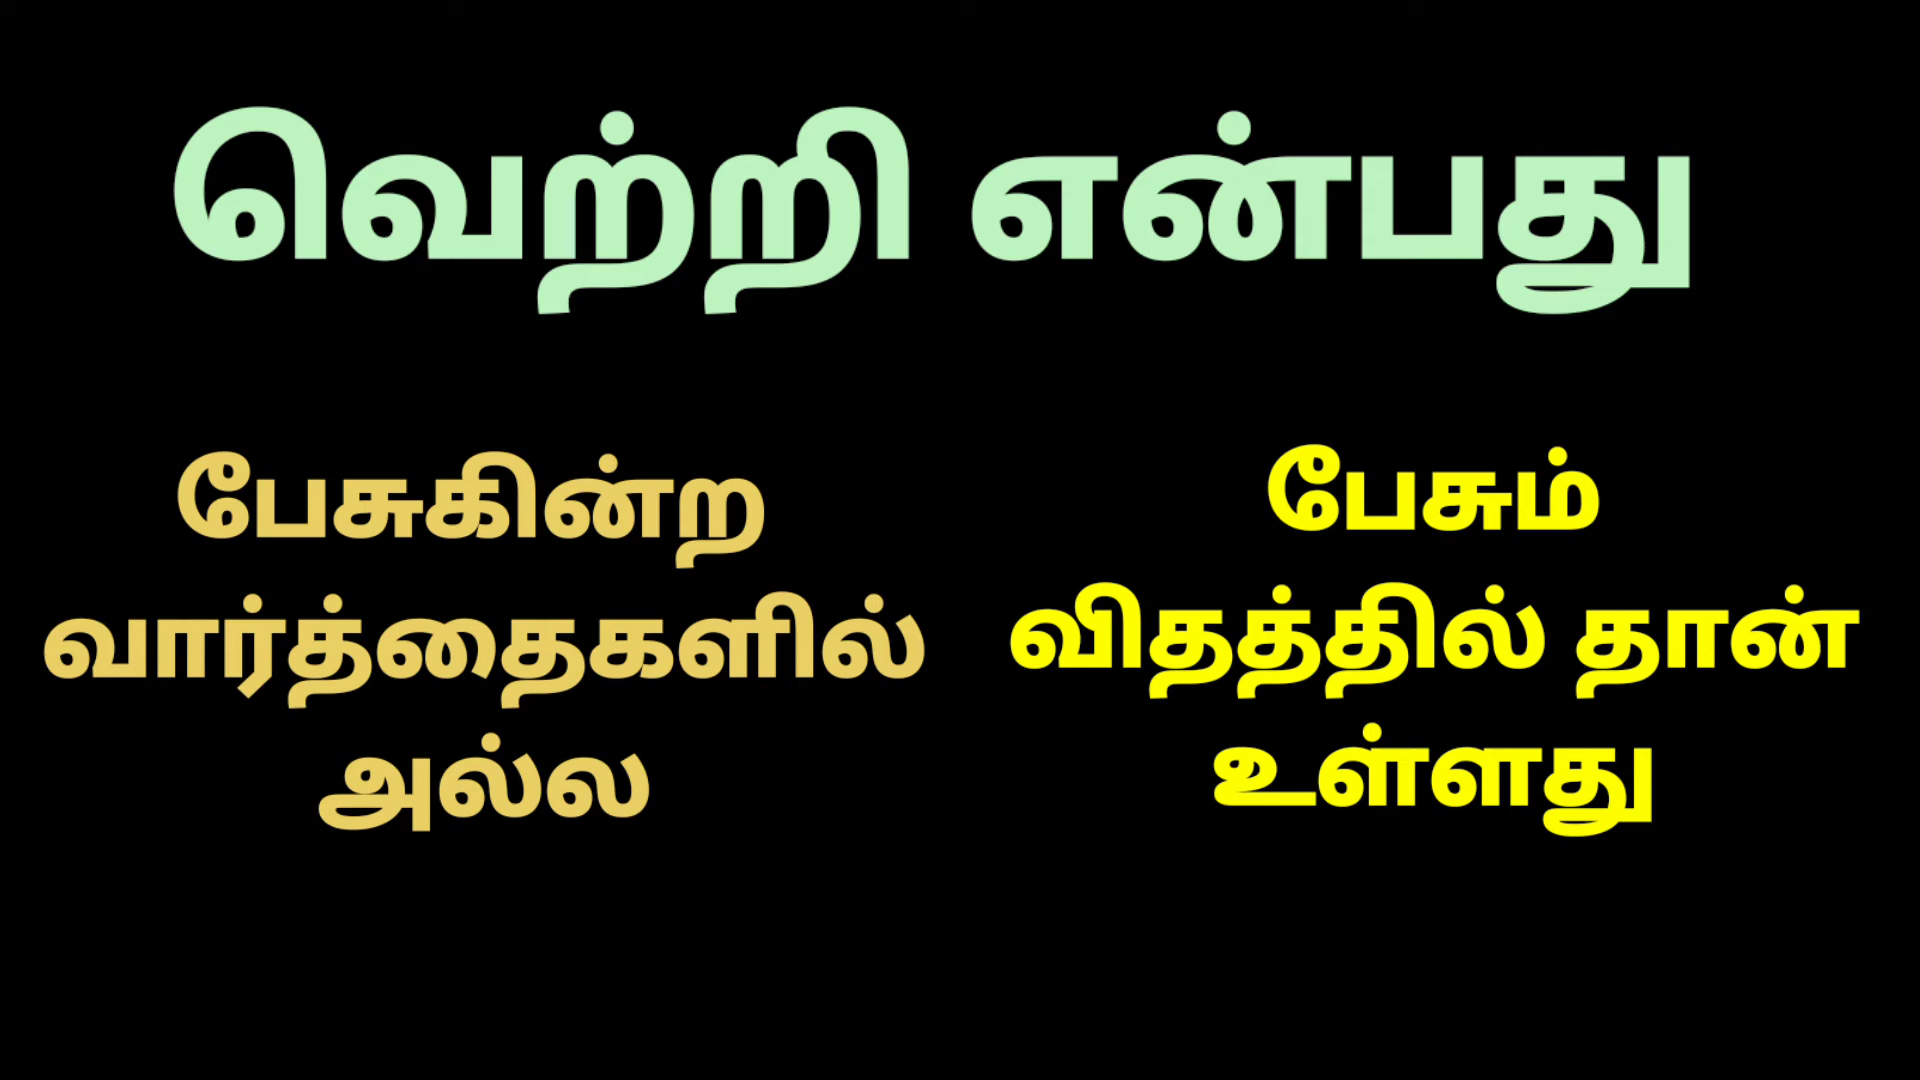 வெற்றி என்பது
பேசுகின்ற
வார்த்தைகளில்
அல்ல
பேசும்
விதத்தில் தான்
உள்ளது